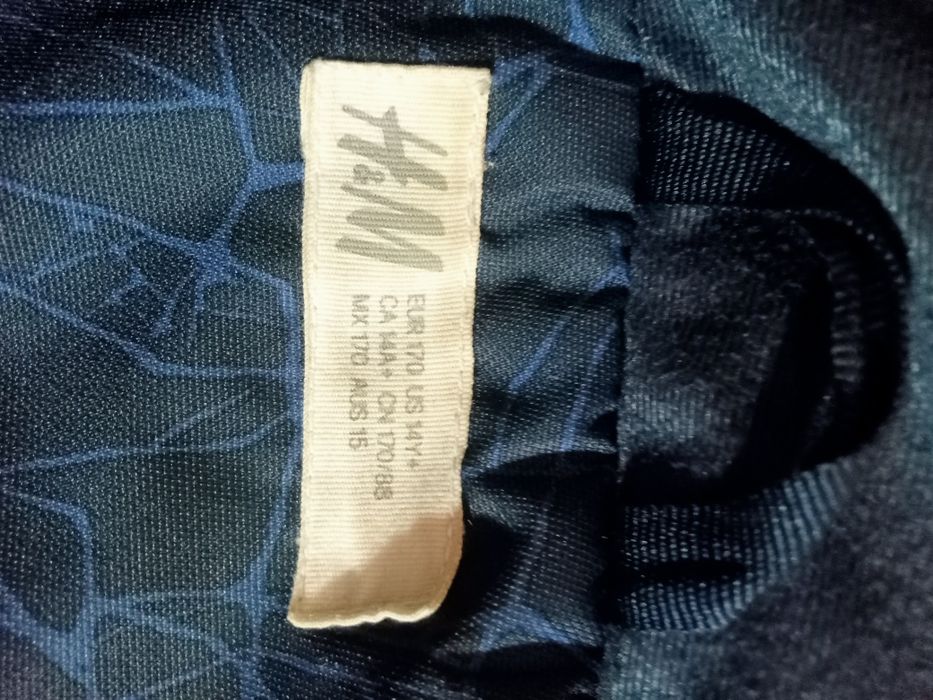 H&M
EUR 170 US 14Y+
CA 14A+ CN 170/88
MX 170 AUS 15